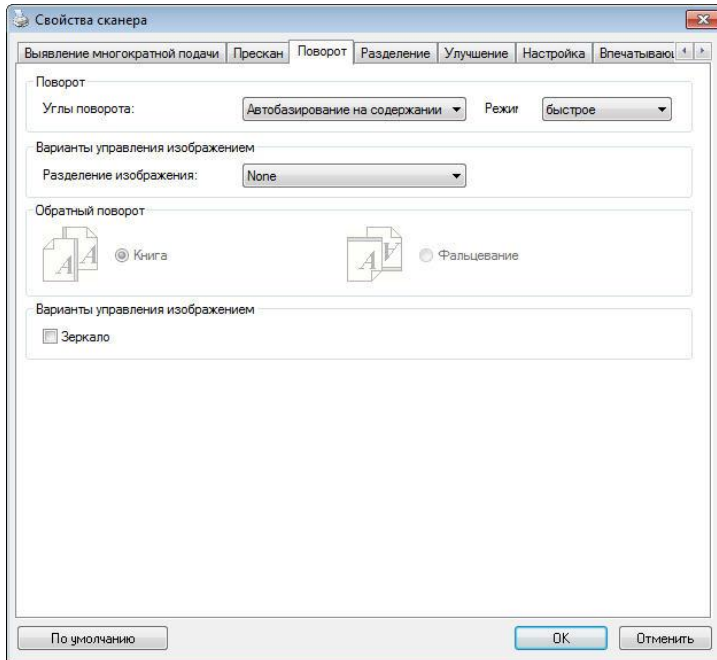 Свойства сканера
Выявление многократной подачи Прескан Поворот Разделение Улучшение Настройка Впечатываюц
Поворот
Углы поворота: Автобазирование на содержании Режи быстрое
Варианты управления изображением
Разделение изображения: None
Обратный поворот
Книга Фальцевание
Варианты управления изображением
Зеркало
По умолчанию OK Отменить